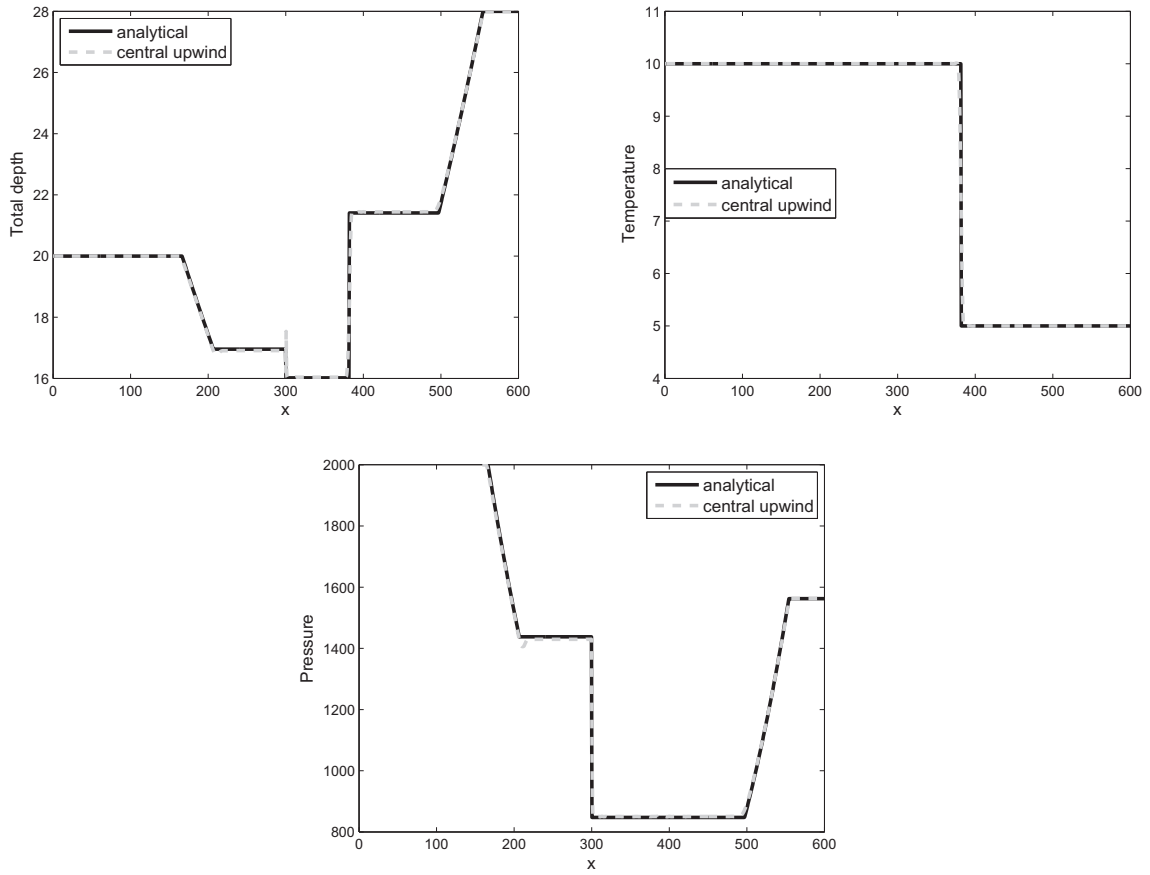 28
26
24
22
20
18
16
Total depth
analytical
central upwind
0 100 200 300 400 500 600
x
11
10
9
8
7
6
5
4
Temperature
analytical
central upwind
0 100 200 300 400 500 600
x
2000
1800
1600
1400
1200
1000
800
Pressure
analytical
central upwind
0 100 200 300 400 500 600
x